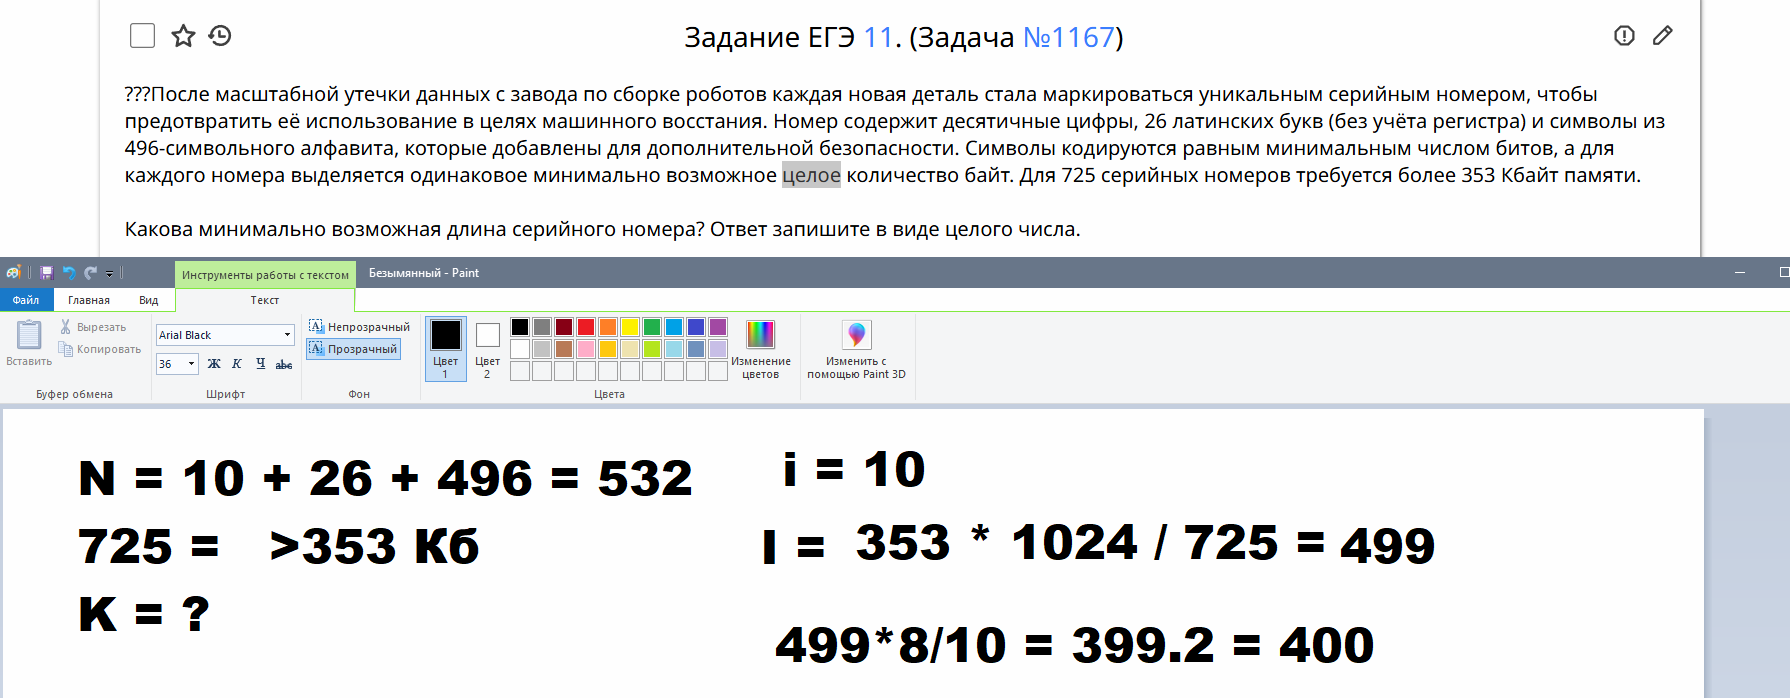 Задание ЕГЭ 11. (Задача №1167)
???После масштабной утечки данных с завода по сборке роботов каждая новая деталь стала маркироваться уникальным серийным номером, чтобы
предотвратить её использование в целях машинного восстания. Номер содержит десятичные цифры, 26 латинских букв (без учёта регистра) и символы из
496-символьного алфавита, которые добавлены для дополнительной безопасности. Символы кодируются равным минимальным числом битов, а для
каждого номера выделяется одинаковое минимально возможное целое количество байт. Для 725 серийных номеров требуется более 353 Кбайт памяти.
Какова минимально возможная длина серийного номера? Ответ запишите в виде целого числа.
Инструменты работы с текстом
Безымянный - Paint
Файл
Главная
Вид
Текст
Вставить
Вырезать
Копировать
Буфер обмена
Arial Black
36
Ж К Ч abc
Шрифт
Непрозрачный
Прозрачный
Фон
Цвет
1
Цвет
2
Цвета
Изменение
цветов
Изменить с
помощью Paint 3D
N = 10 + 26 + 496 = 532
i = 10
725 = >353 Кб
I = 353 * 1024 / 725 = 499
K = ?
499*8/10 = 399.2 = 400